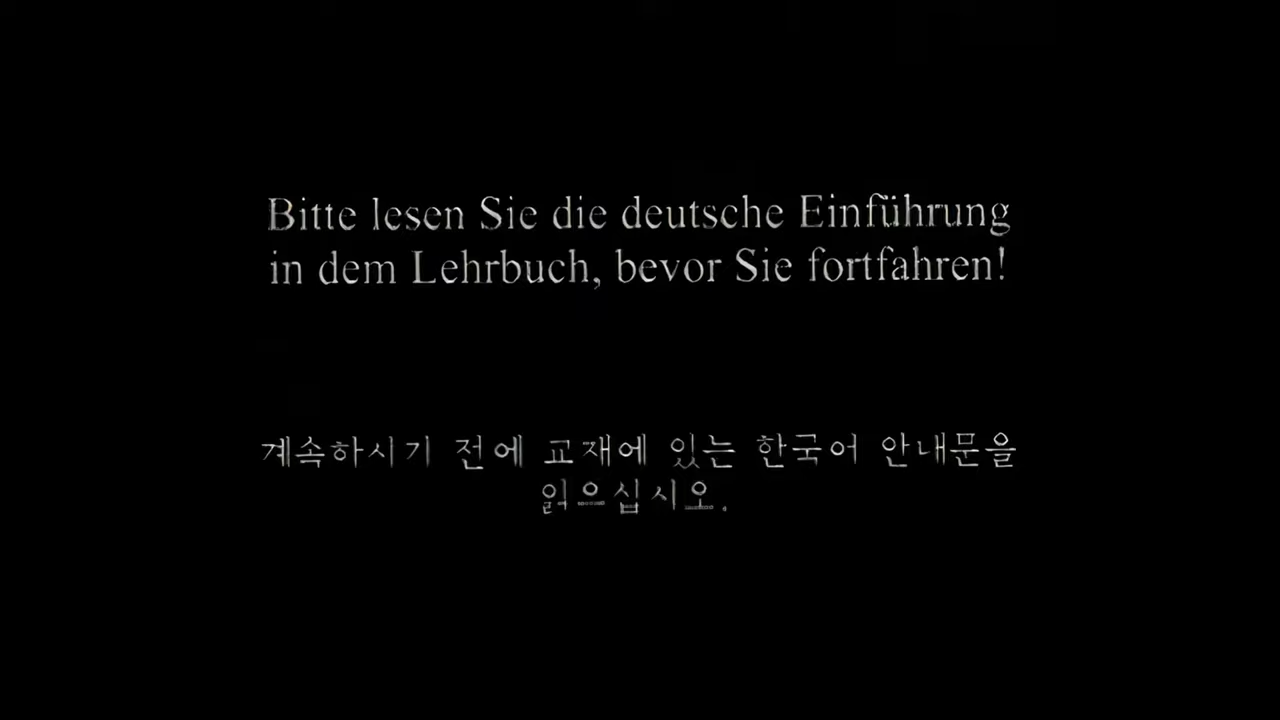 Bitte lesen Sie die deutsche Einführung
in dem Lehrbuch, bevor Sie fortfahren!
계속하시기 전에 교재에 있는 한국어 안내문을
읽으십시오.